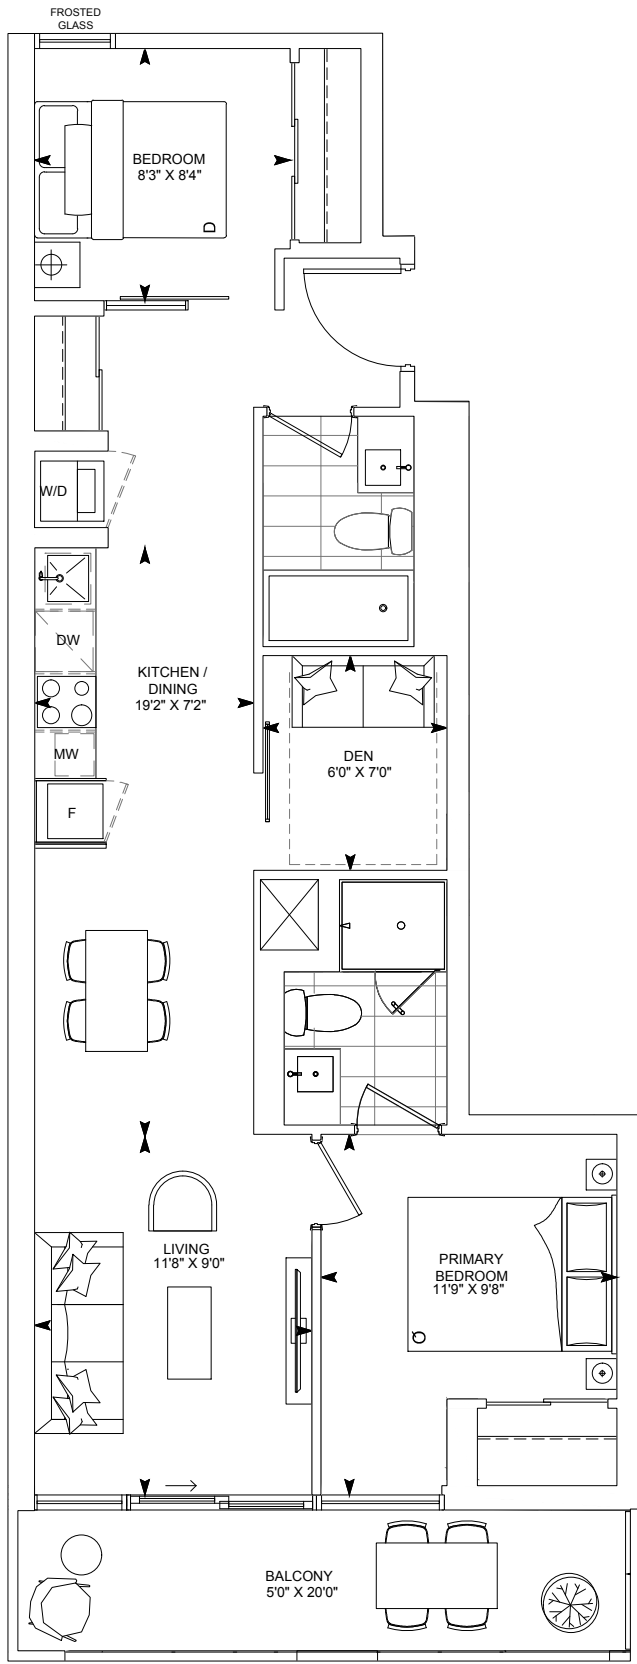 FROSTED
GLASS
BEDROOM
8'3" X 8'4"
D
W/D
DW
KITCHEN /
DINING
19'2" X 7'2"
MW
DEN
6'0" X 7'0"
F
LIVING
11'8" X 9'0"
PRIMARY
BEDROOM
11'9" X 9'8"
BALCONY
5'0" X 20'0"